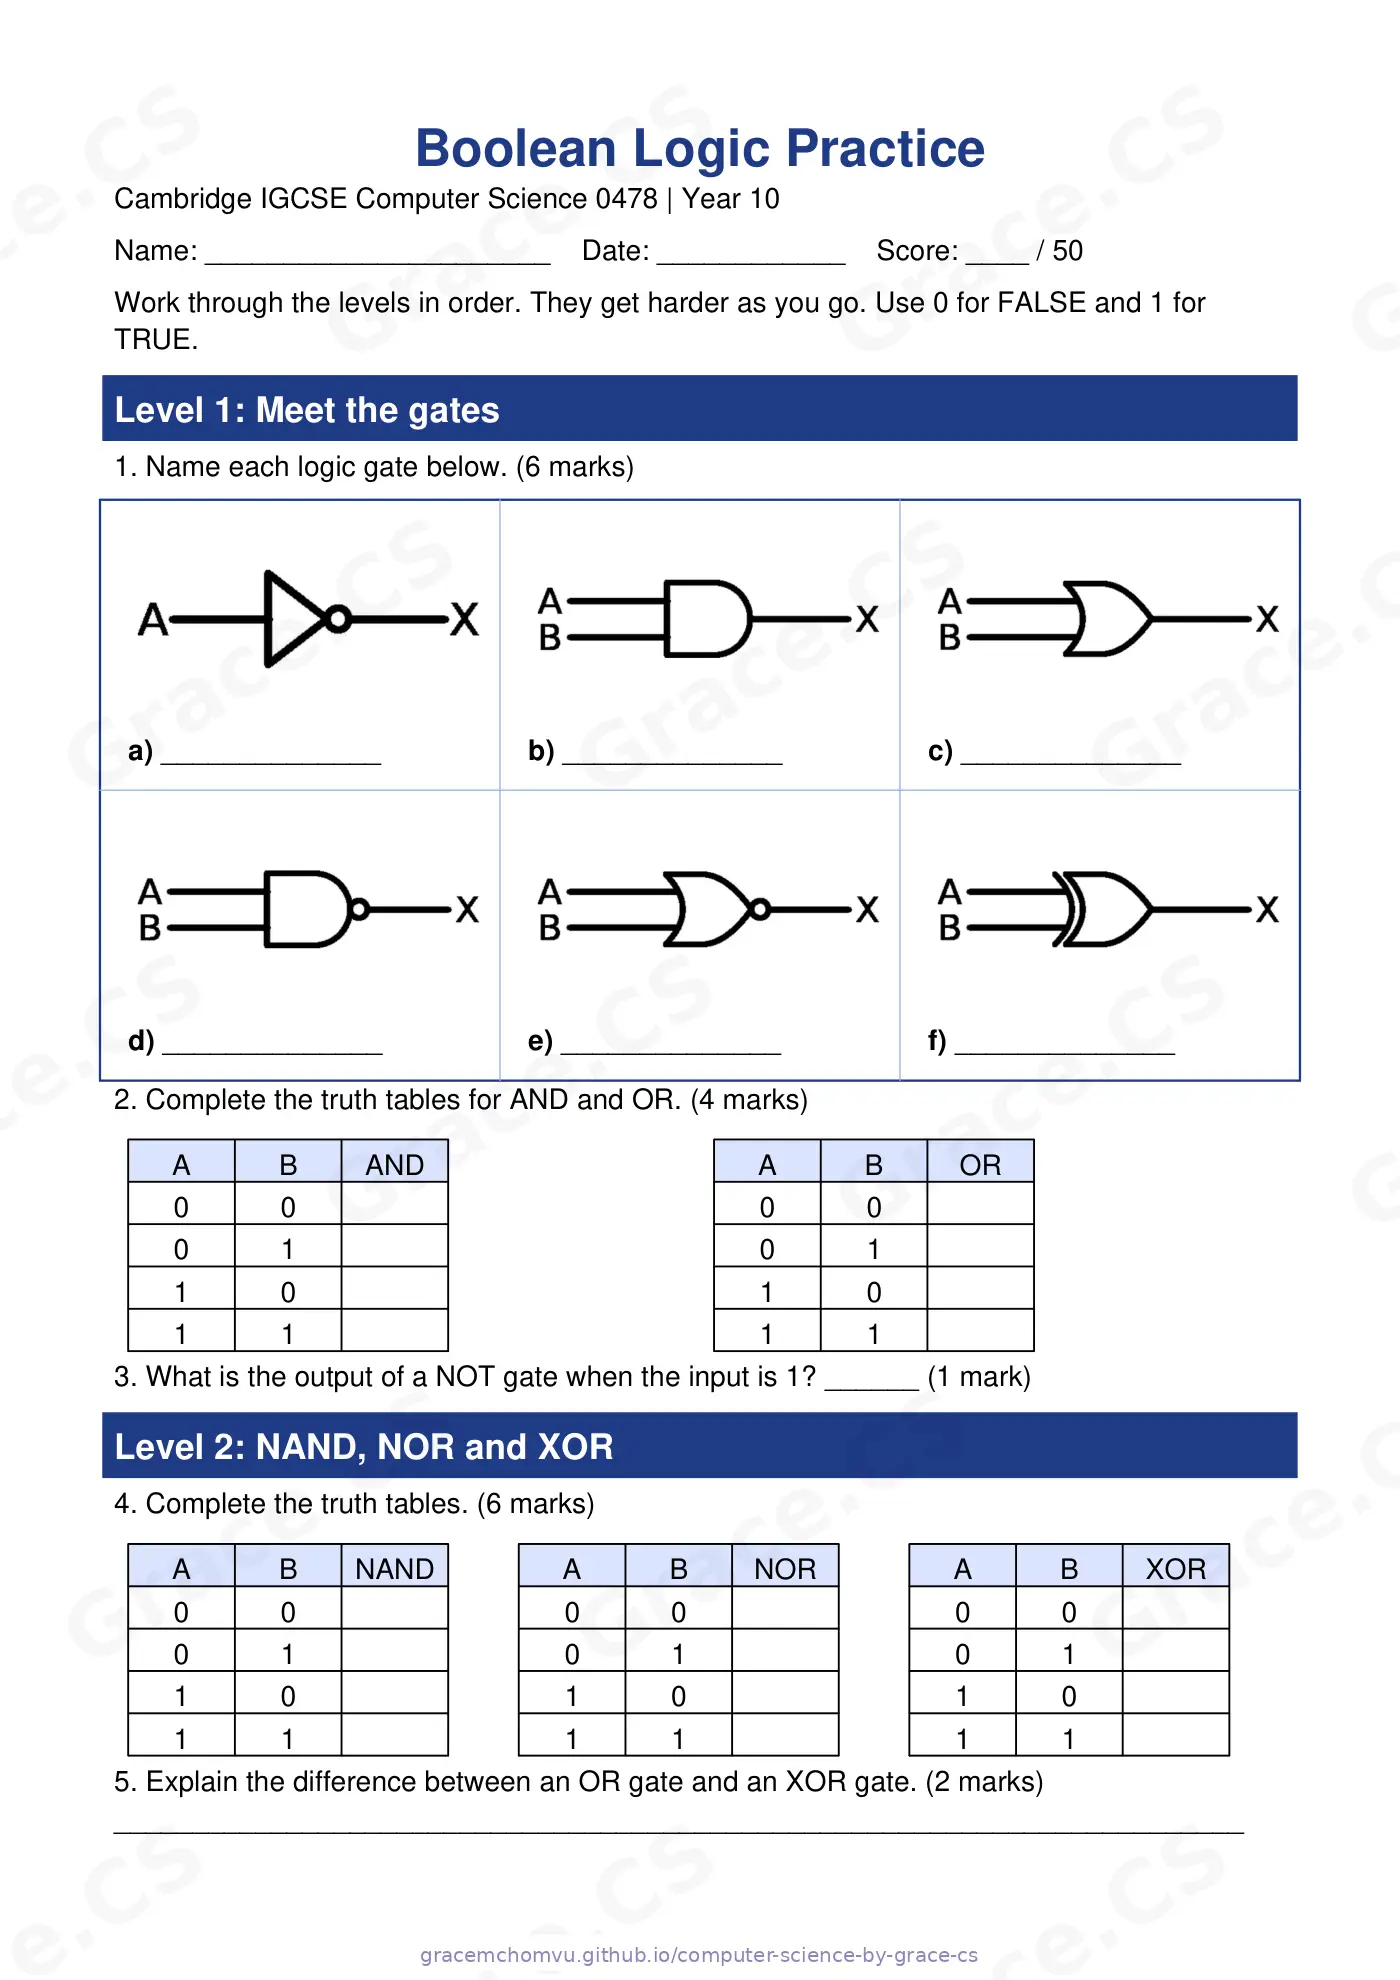 Boolean Logic Practice
Cambridge IGCSE Computer Science 0478 | Year 10
Name: ______________________ Date: ____________ Score: ____ / 50
Work through the levels in order. They get harder as you go. Use 0 for FALSE and 1 for
TRUE.
Level 1: Meet the gates
1. Name each logic gate below. (6 marks)
A X A B X A B X
a) ______________ b) ______________ c) ______________
A B X A B X A B X
d) ______________ e) ______________ f) ______________
2. Complete the truth tables for AND and OR. (4 marks)
A B AND A B OR
0 0 0 0
0 1 0 1
1 0 1 0
1 1 1 1
3. What is the output of a NOT gate when the input is 1? ______ (1 mark)
Level 2: NAND, NOR and XOR
4. Complete the truth tables. (6 marks)
A B NAND A B NOR A B XOR
0 0 0 0 0 0
0 1 0 1 0 1
1 0 1 0 1 0
1 1 1 1 1 1
5. Explain the difference between an OR gate and an XOR gate. (2 marks)
________________________________________________________________________
gracemchomvu.github.io/computer-science-by-grace-cs
Grace.CS